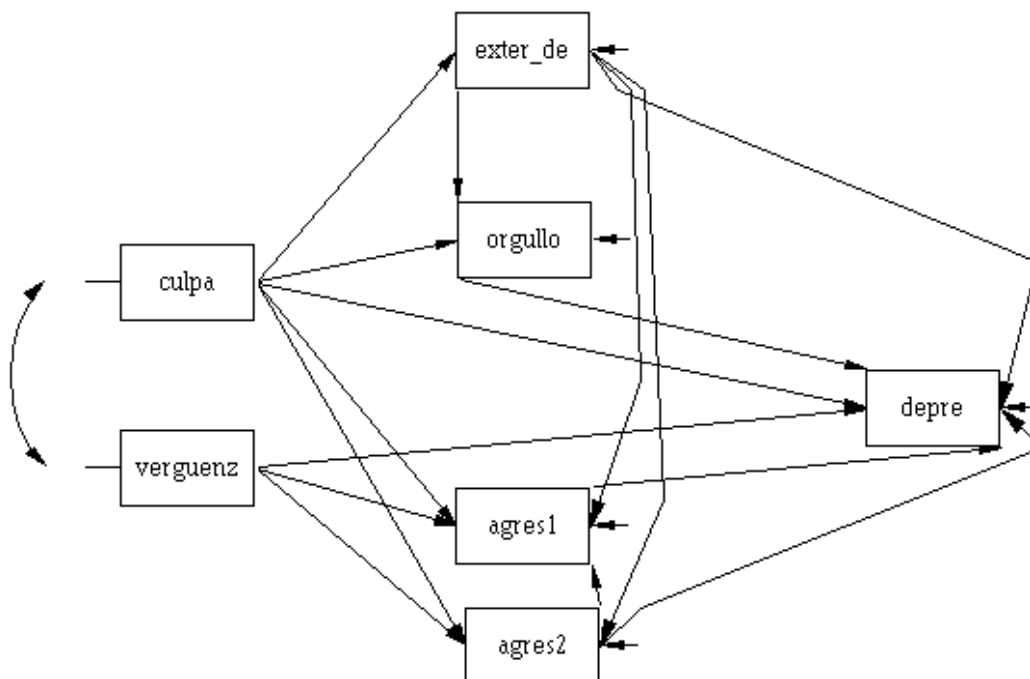 exter_de
orgullo
culpa
depre
verguenz
agres1
agres2